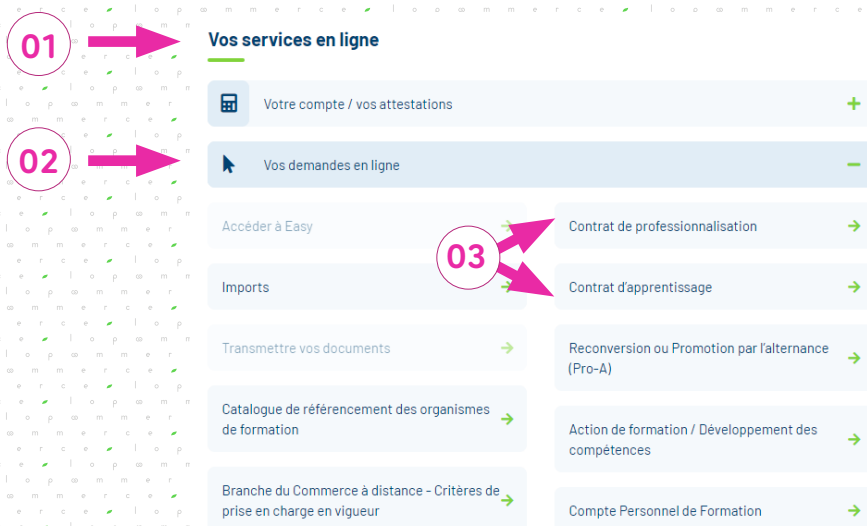 01
Vos services en ligne
Votre compte / vos attestations
02
Vos demandes en ligne
Accéder à Easy
Contrat de professionnalisation
03
Imports
Contrat d'apprentissage
Transmettre vos documents
Reconversion ou Promotion par l'alternance
(Pro-A)
Catalogue de référencement des organismes
de formation
Action de formation / Développement des
compétences
Branche du Commerce à distance - Critères de
prise en charge en vigueur
Compte Personnel de Formation